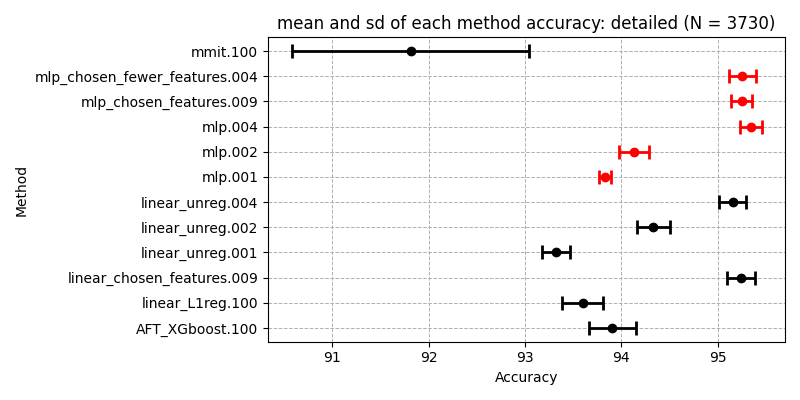 mean and sd of each method accuracy: detailed (N = 3730)
Method
mmit.100
mlp_chosen_fewer_features.004
mlp_chosen_features.009
mlp.004
mlp.002
mlp.001
linear_unreg.004
linear_unreg.002
linear_unreg.001
linear_chosen_features.009
linear_L1reg.100
AFT_XGboost.100
91 92 93 94 95
Accuracy